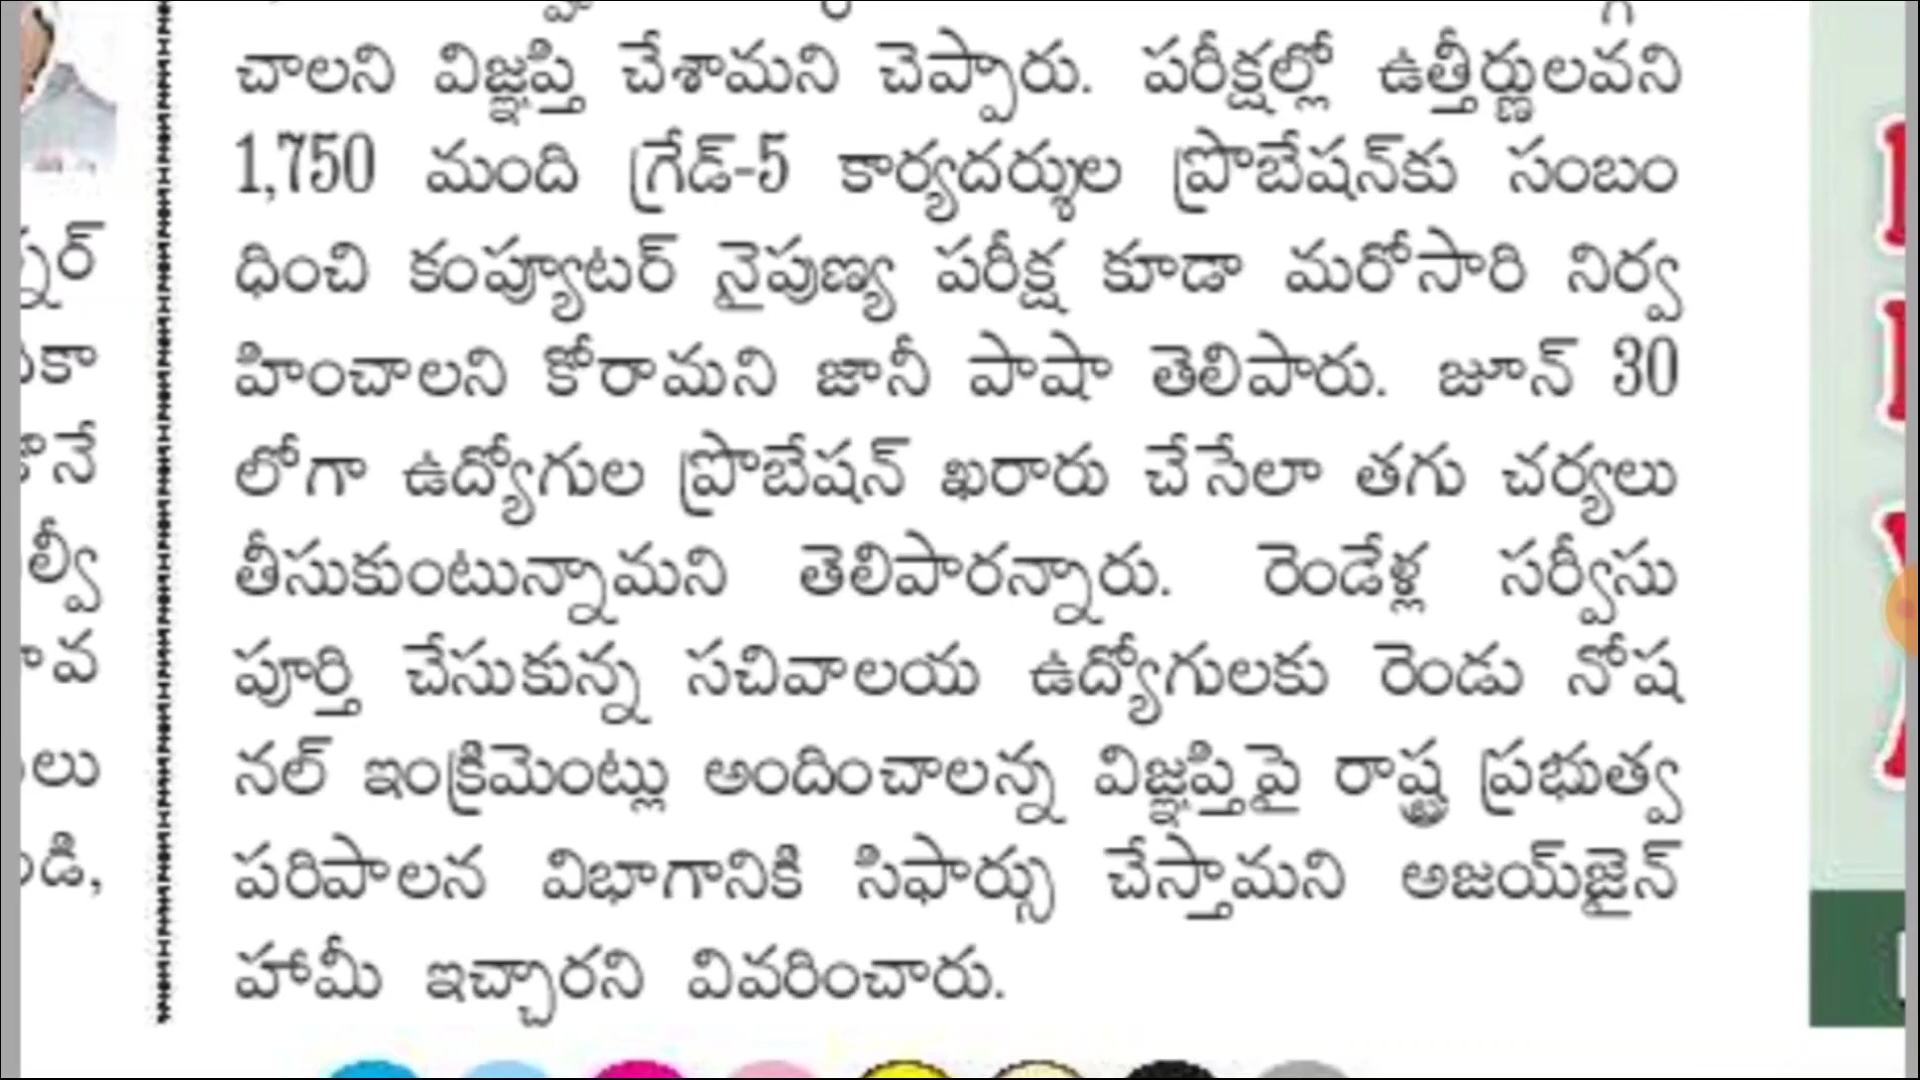 చాలని విజ్ఞప్తి చేశామని చెప్పారు. పరీక్షల్లో ఉత్తీర్ణులవని
1,750 మంది గ్రేడ్-5 కార్యదర్శుల ప్రొబేషన్‌కు సంబం
ధించి కంప్యూటర్ నైపుణ్య పరీక్ష కూడా మరోసారి నిర్వ
హించాలని కోరామని జానీ పాషా తెలిపారు. జూన్ 30
లోగా ఉద్యోగుల ప్రొబేషన్ ఖరారు చేసేలా తగు చర్యలు
తీసుకుంటున్నామని తెలిపారన్నారు. రెండేళ్ల సర్వీసు
పూర్తి చేసుకున్న సచివాలయ ఉద్యోగులకు రెండు నోష
నల్ ఇంక్రిమెంట్లు అందించాలన్న విజ్ఞప్తిపై రాష్ట్ర ప్రభుత్వ
పరిపాలన విభాగానికి సిఫార్సు చేస్తామని అజయ్‌జైన్
హామీ ఇచ్చారని వివరించారు.